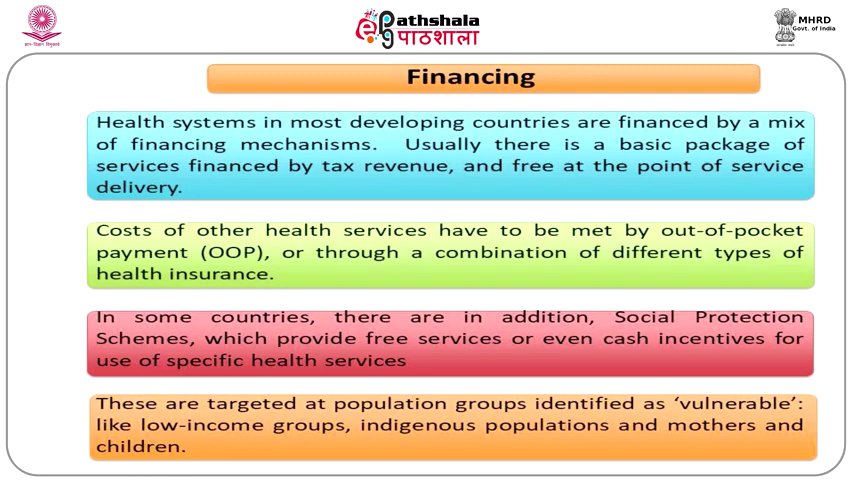 ePG Pathshala
पाठशाला
MHRD
Govt. of India
ज्ञान-विज्ञान विमुक्तये
Financing
Health systems in most developing countries are financed by a mix
of financing mechanisms. Usually there is a basic package of
services financed by tax revenue, and free at the point of service
delivery.
Costs of other health services have to be met by out-of-pocket
payment (OOP), or through a combination of different types of
health insurance.
In some countries, there are in addition, Social Protection
Schemes, which provide free services or even cash incentives for
use of specific health services
These are targeted at population groups identified as ‘vulnerable’:
like low-income groups, indigenous populations and mothers and
children.